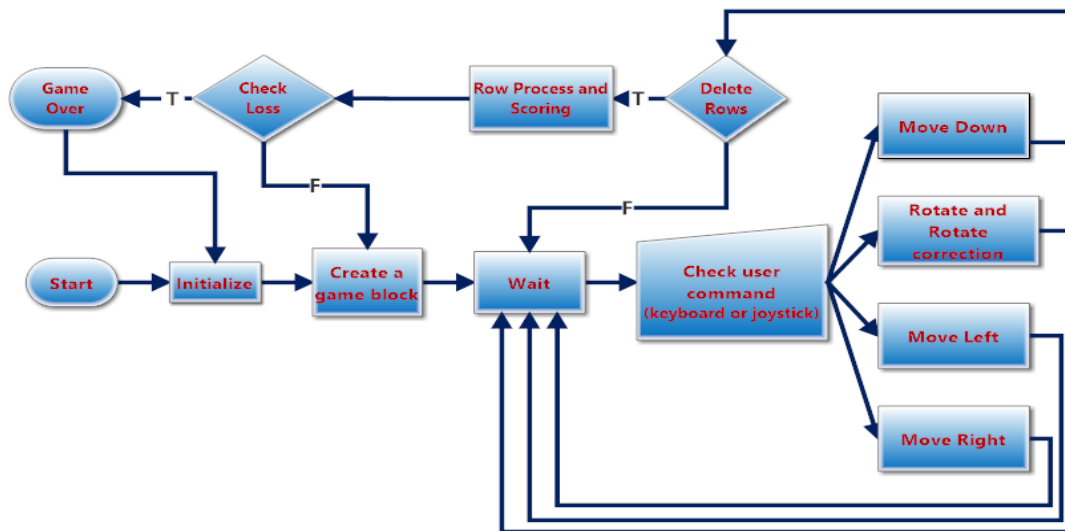 Game
Over
T
Check
Loss
Row Process and
Scoring
T
Delete
Rows
Move Down
F
F
Rotate and
Rotate
correction
Start
Initialize
Create a
game block
Wait
Check user
command
(keyboard or joystick)
Move Left
Move Right